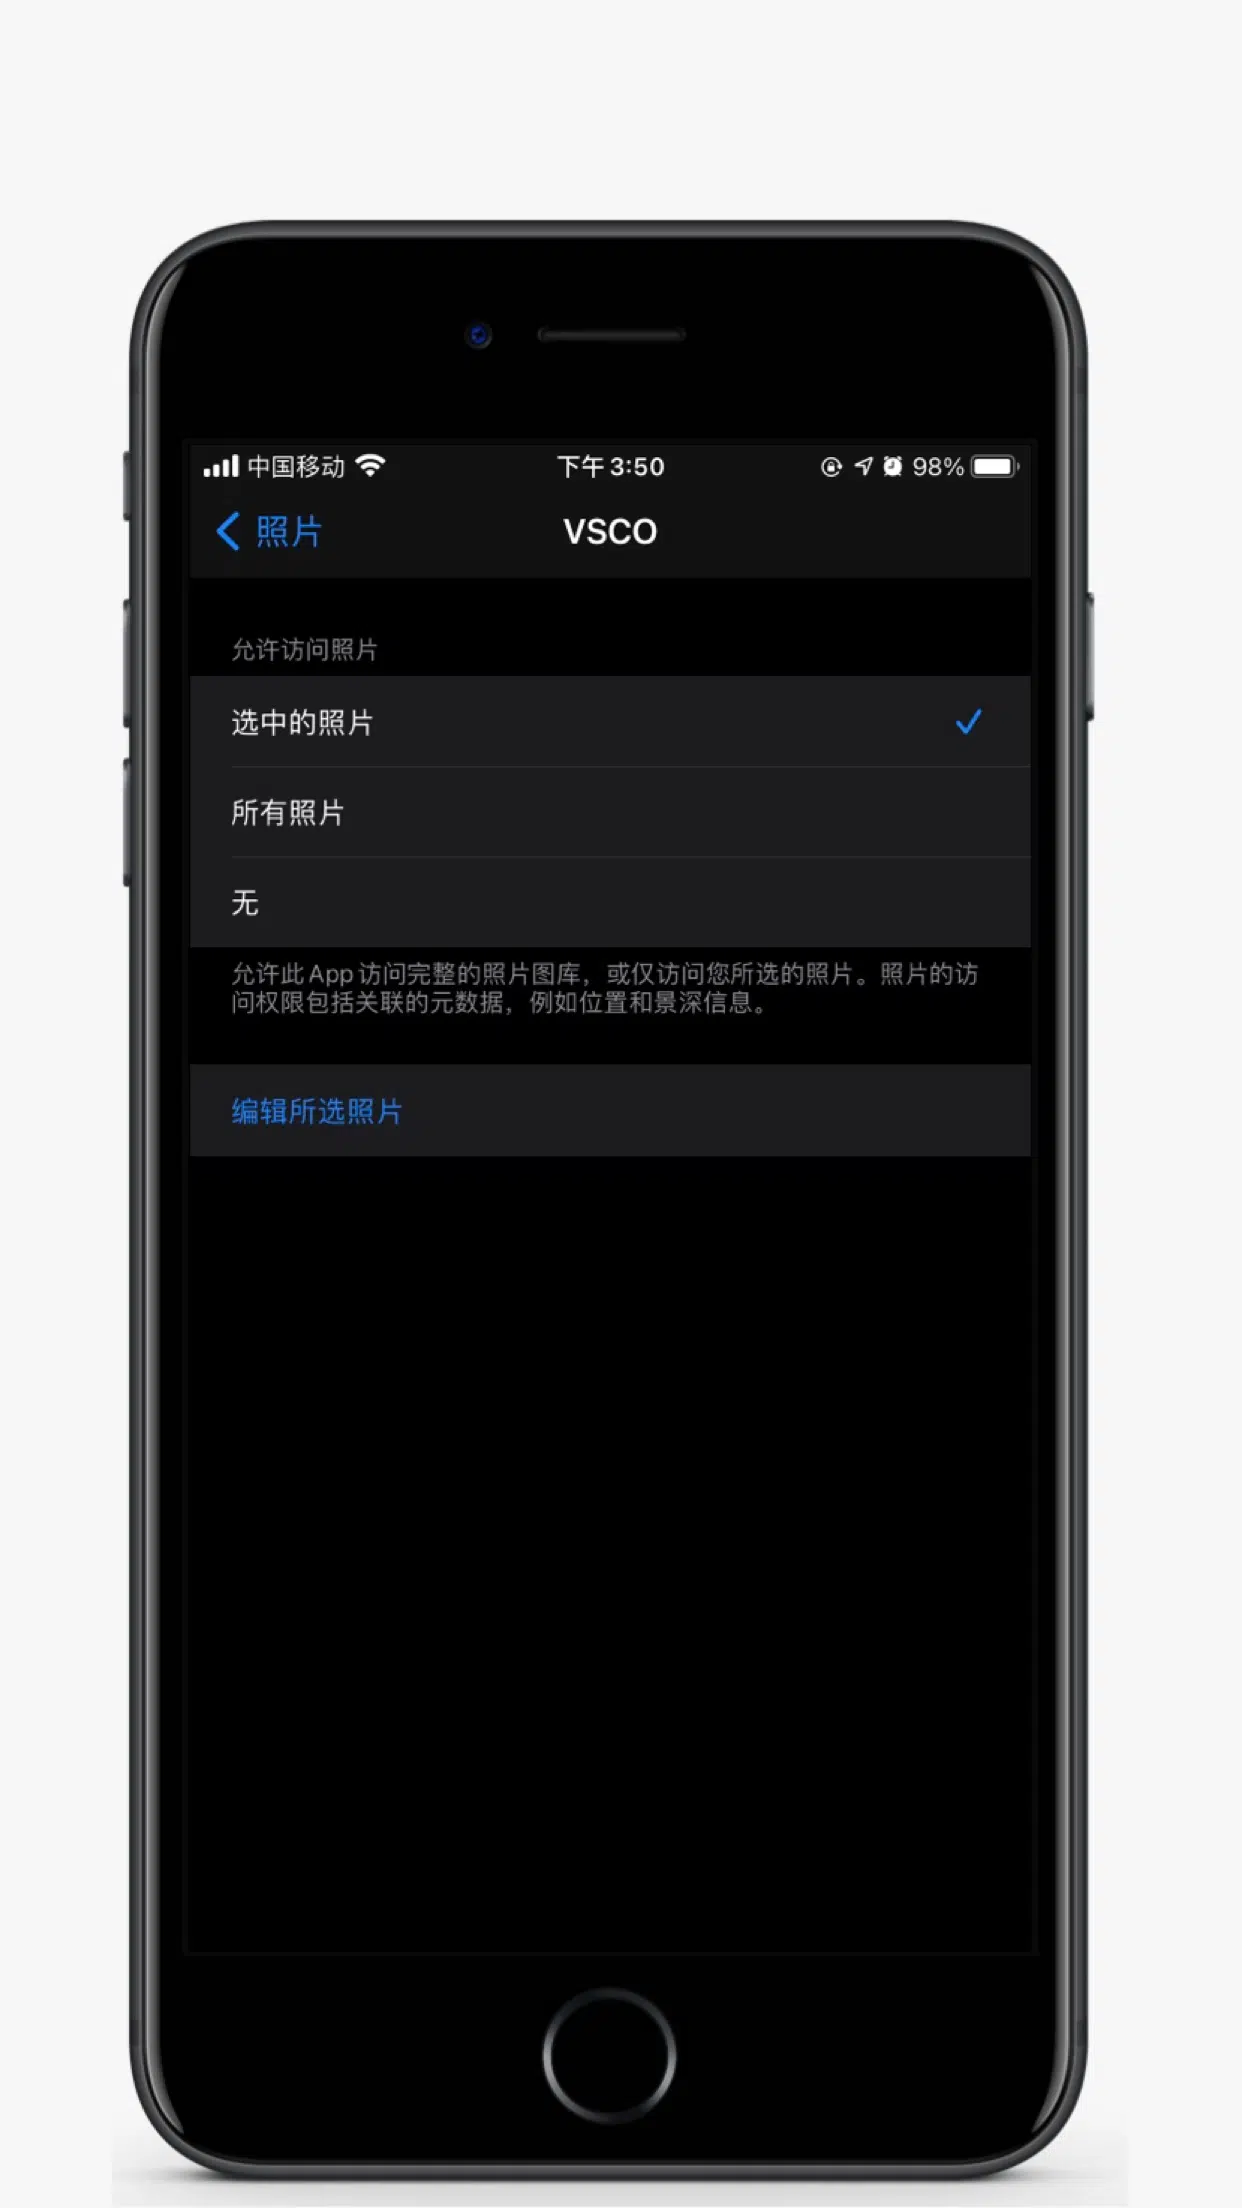 中国移动 下午3:50 98%
照片 VSCO
允许访问照片
选中的照片
所有照片
无
允许此 App 访问完整的照片图库，或仅访问您所选的照片。照片的访
问权限包括关联的元数据，例如位置和景深信息。
编辑所选照片